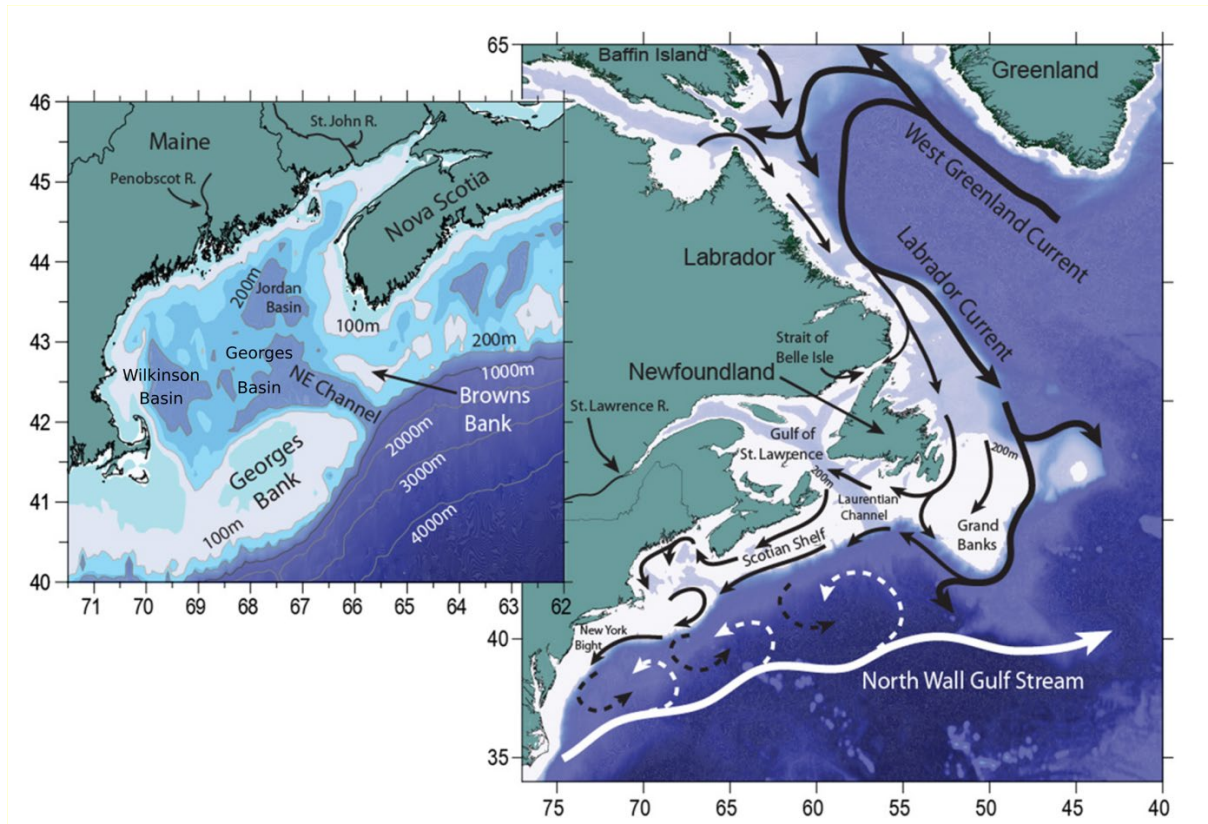 46
45
44
43
42
41
40
71
70
69
68
67
66
65
64
63
62
Maine
St. John R.
Penobscot R.
Nova Scotia
200m
Jordan
Basin
100m
200m
Georges
Basin
Wilkinson
Basin
NE Channel
1000m
Browns
Bank
2000m
3000m
4000m
Georges
Bank
100m
65
40
35
75
70
65
60
55
50
45
40
Baffin Island
Greenland
West Greenland Current
Labrador
Labrador Current
Strait of
Belle Isle
Newfoundland
St. Lawrence R.
Gulf of
St. Lawrence
200m
200m
Laurentian
Channel
Grand
Banks
Scotian Shelf
New York
Bight
North Wall Gulf Stream